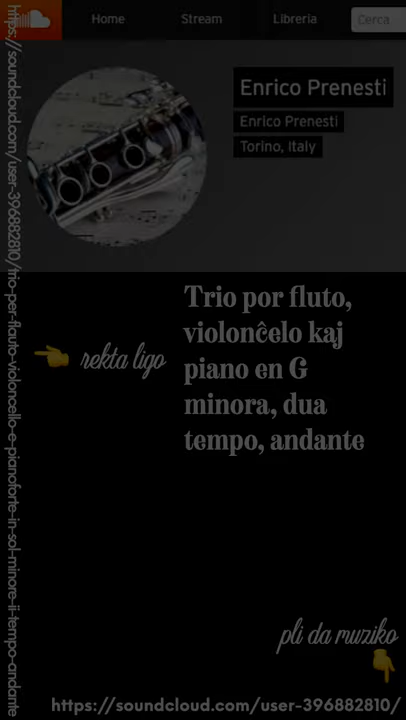 Home Stream Libreria Cerca
Enrico Prenesti
Enrico Prenesti
Torino, Italy
https://soundcloud.com/user-396882810/trio-per-flauto-violoncello-e-pianoforte-in-sol-minore-ii-tempo-andante
👈 rekta ligo
Trio por fluto,
violonĉelo kaj
piano en G
minora, dua
tempo, andante
pli da muziko
👇
https://soundcloud.com/user-396882810/